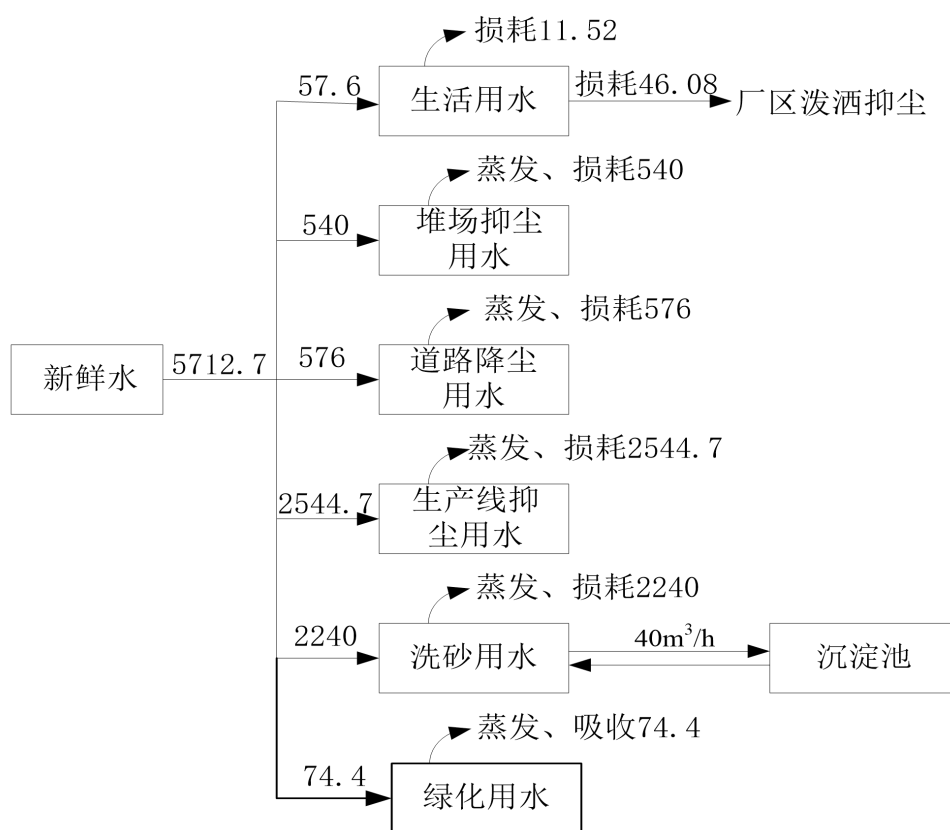 损耗11.52
57.6
生活用水
损耗46.08
厂区泼洒抑尘
蒸发、损耗540
540
堆场抑尘
用水
蒸发、损耗576
新鲜水
5712.7
576
道路降尘
用水
蒸发、损耗2544.7
2544.7
生产线抑
尘用水
蒸发、损耗2240
2240
洗砂用水
40m³/h
沉淀池
蒸发、吸收74.4
74.4
绿化用水